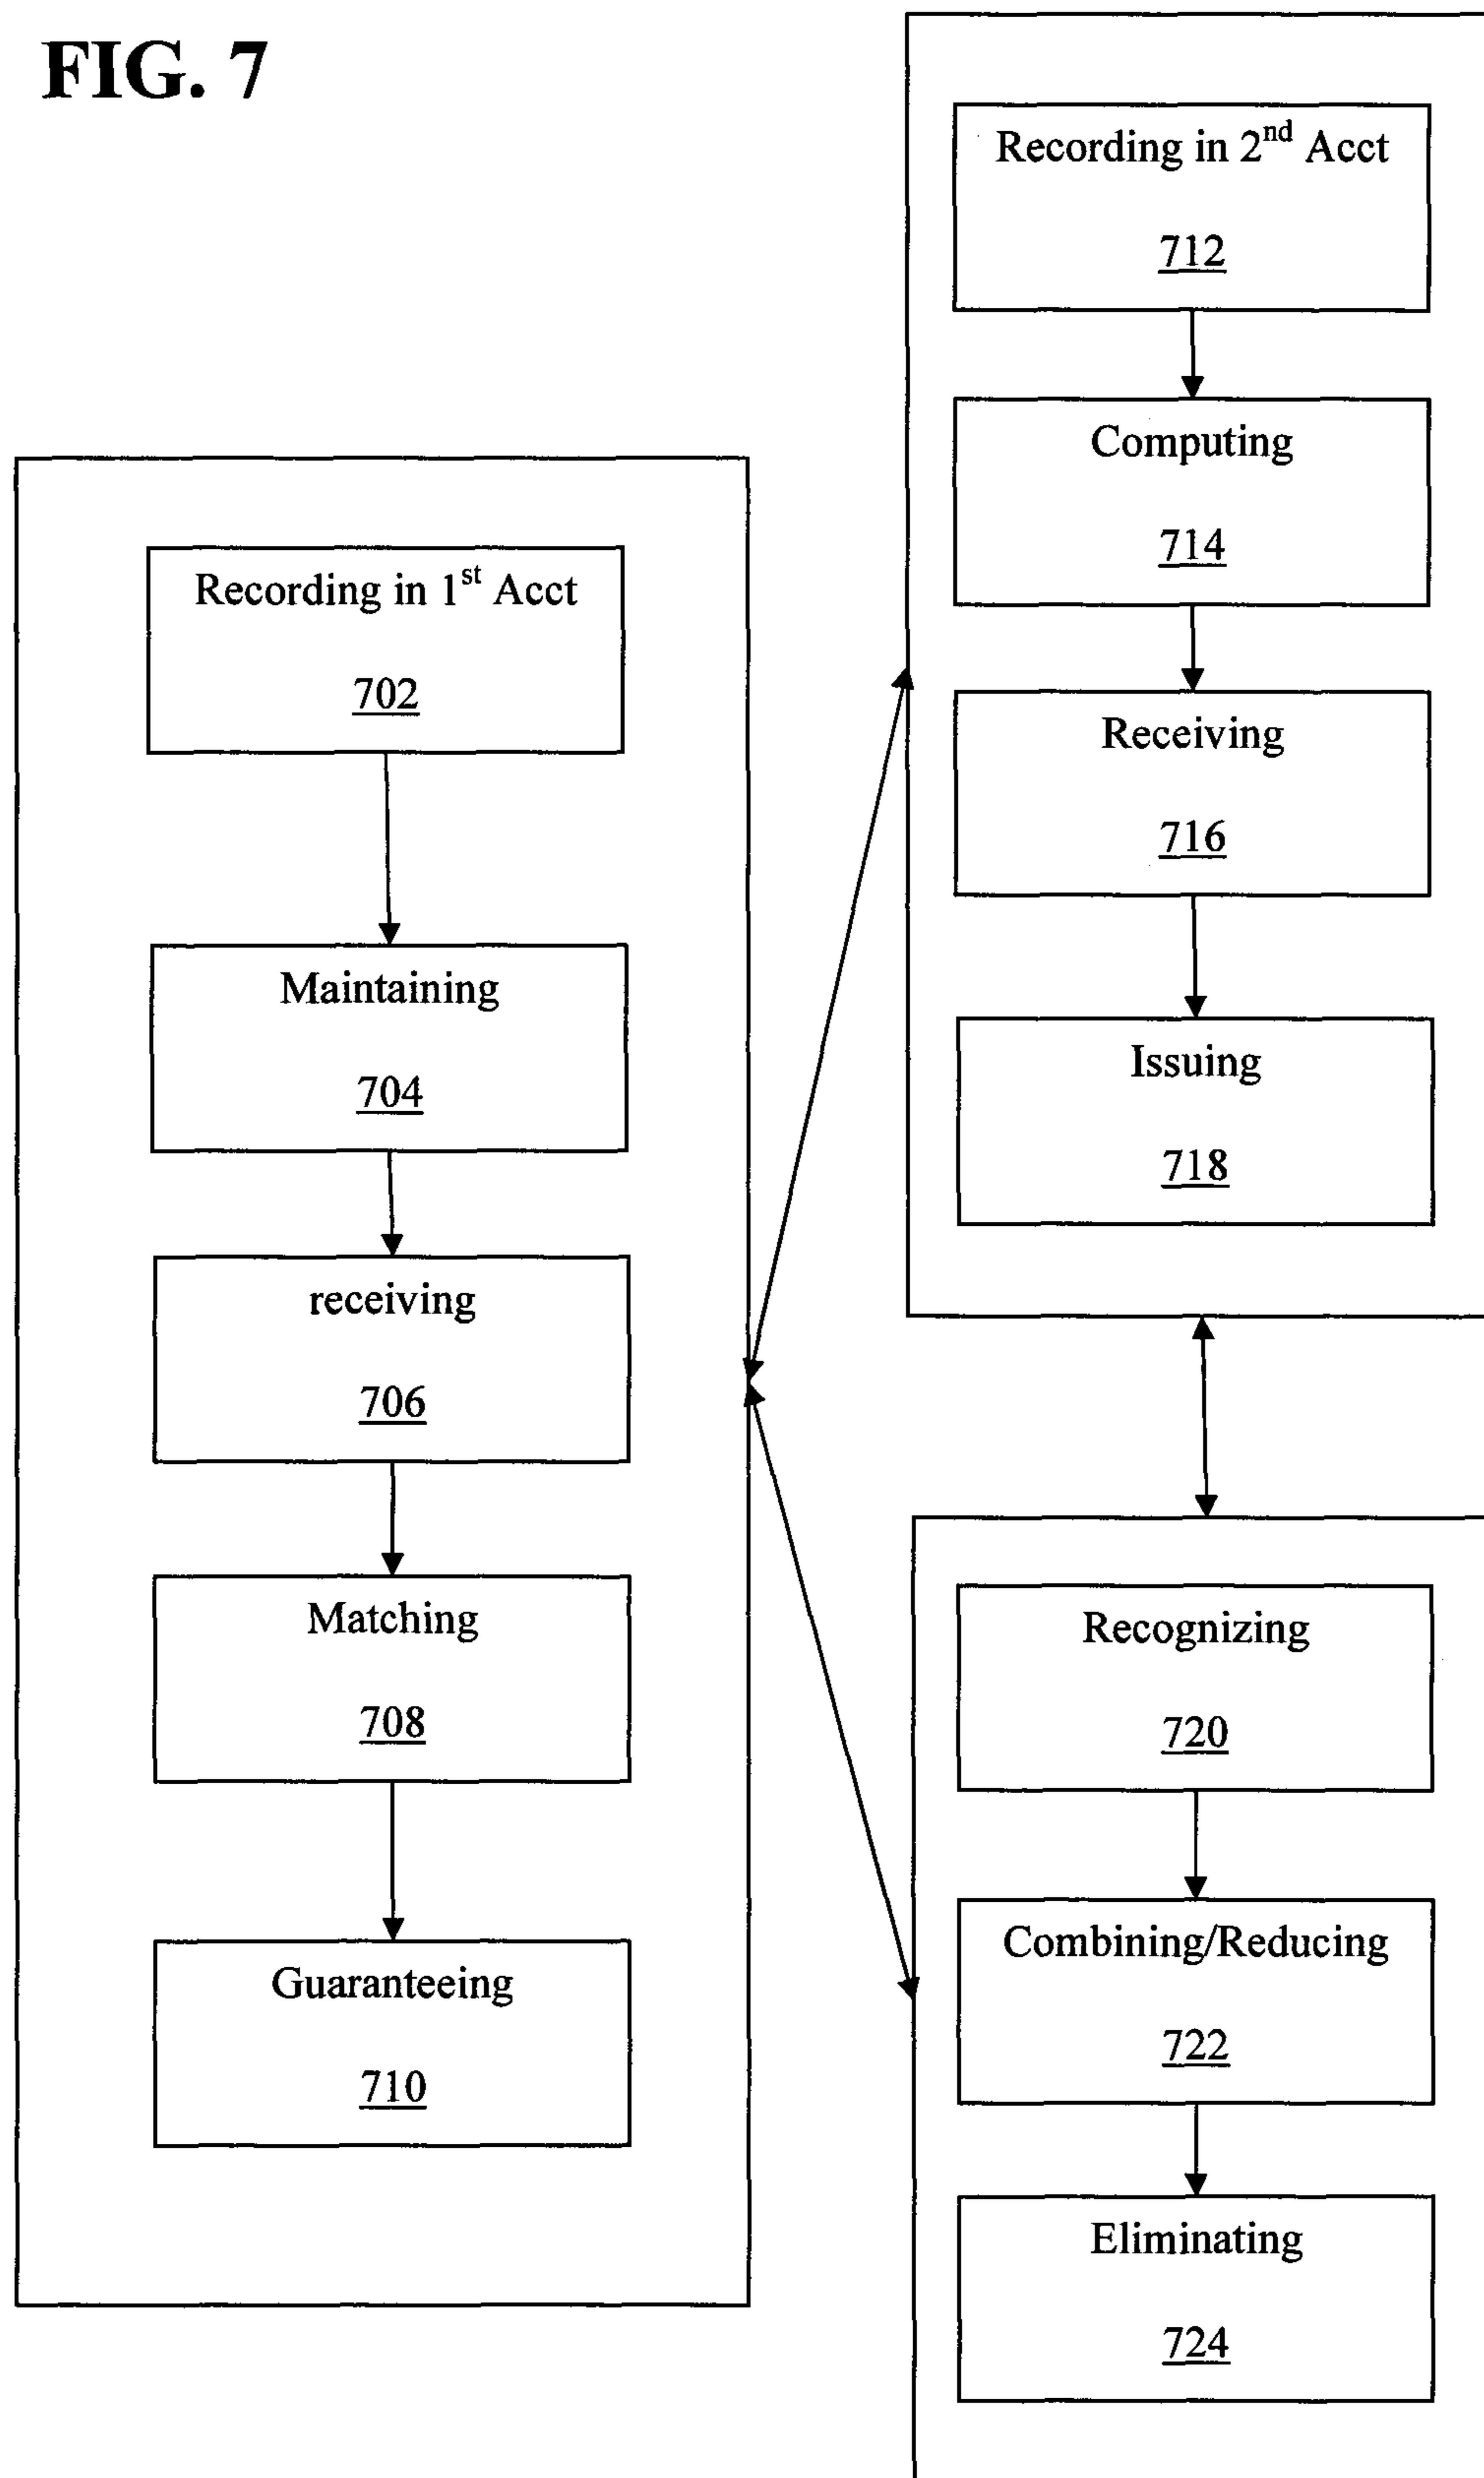 FIG. 7
Recording in 1st Acct
702
Maintaining
704
receiving
706
Matching
708
Guaranteeing
710
Recording in 2nd Acct
712
Computing
714
Receiving
716
Issuing
718
Recognizing
720
Combining/Reducing
722
Eliminating
724